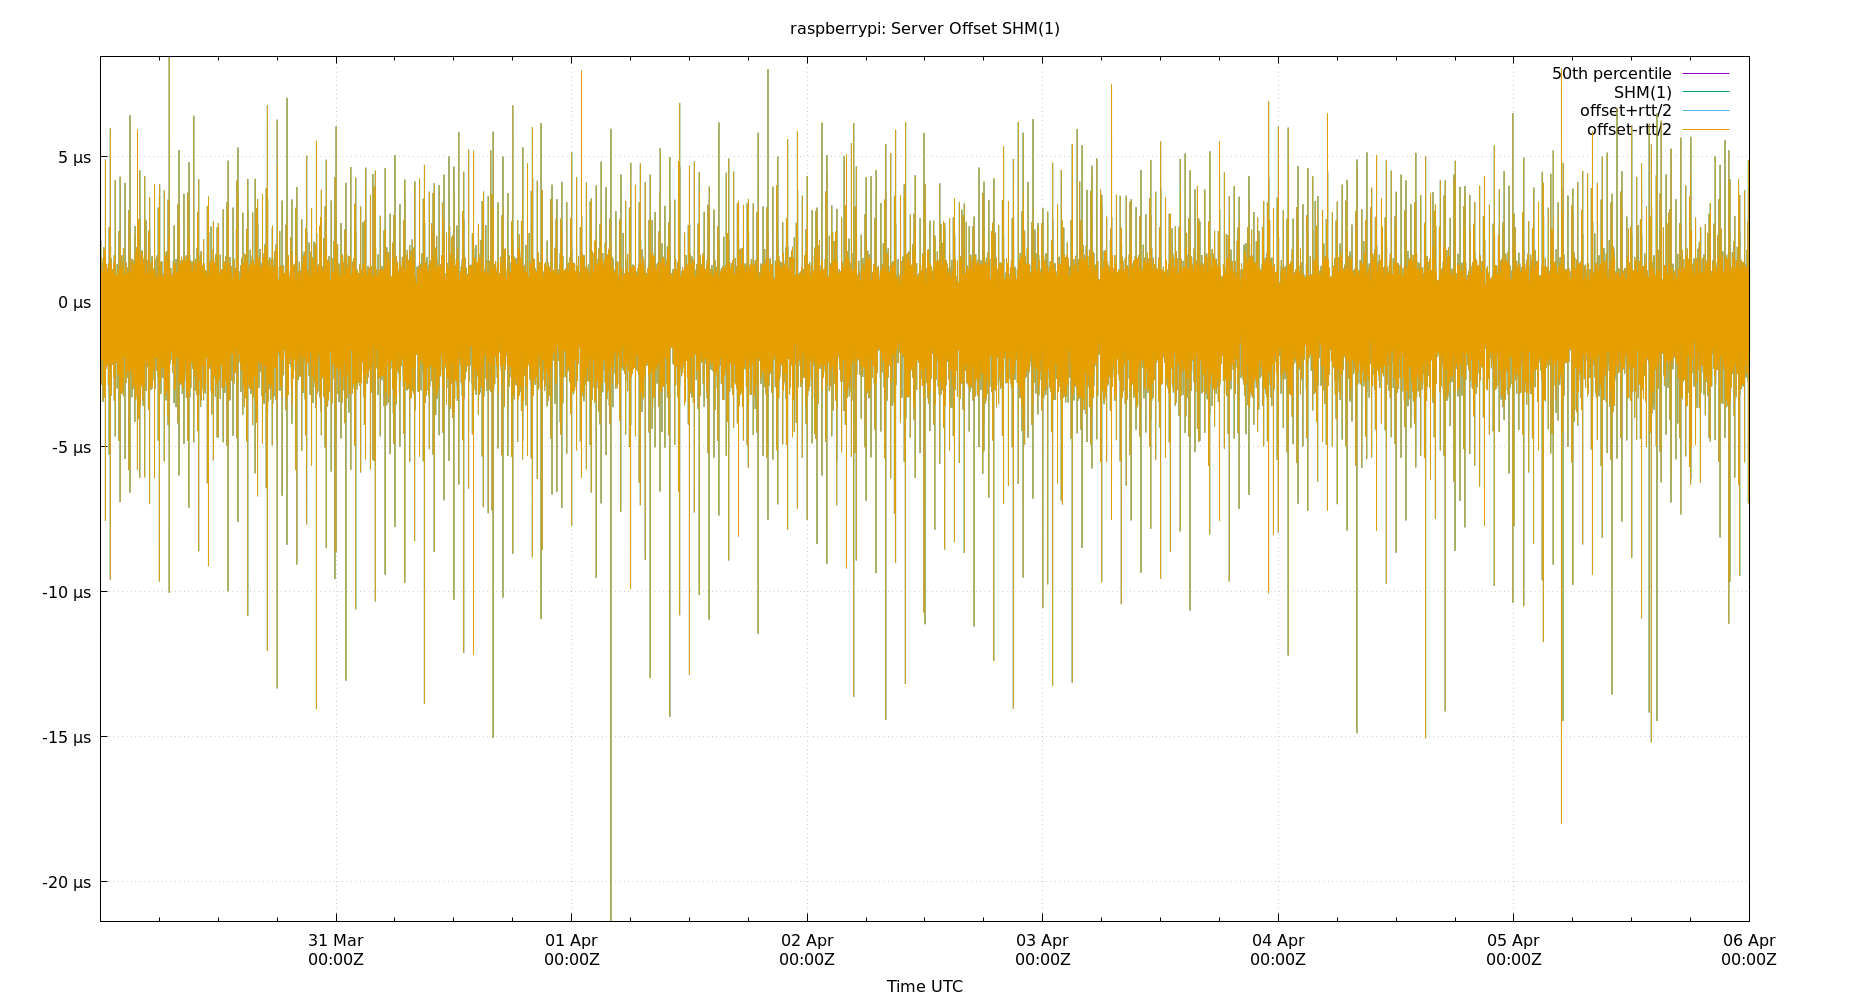 raspberrypi: Server Offset SHM(1)
50th percentile
SHM(1)
offset+rtt/2
offset-rtt/2
5 µs
0 µs
-5 µs
-10 µs
-15 µs
-20 µs
31 Mar 01 Apr 02 Apr 03 Apr 04 Apr 05 Apr 06 Apr
00:00Z 00:00Z 00:00Z 00:00Z 00:00Z 00:00Z 00:00Z
Time UTC